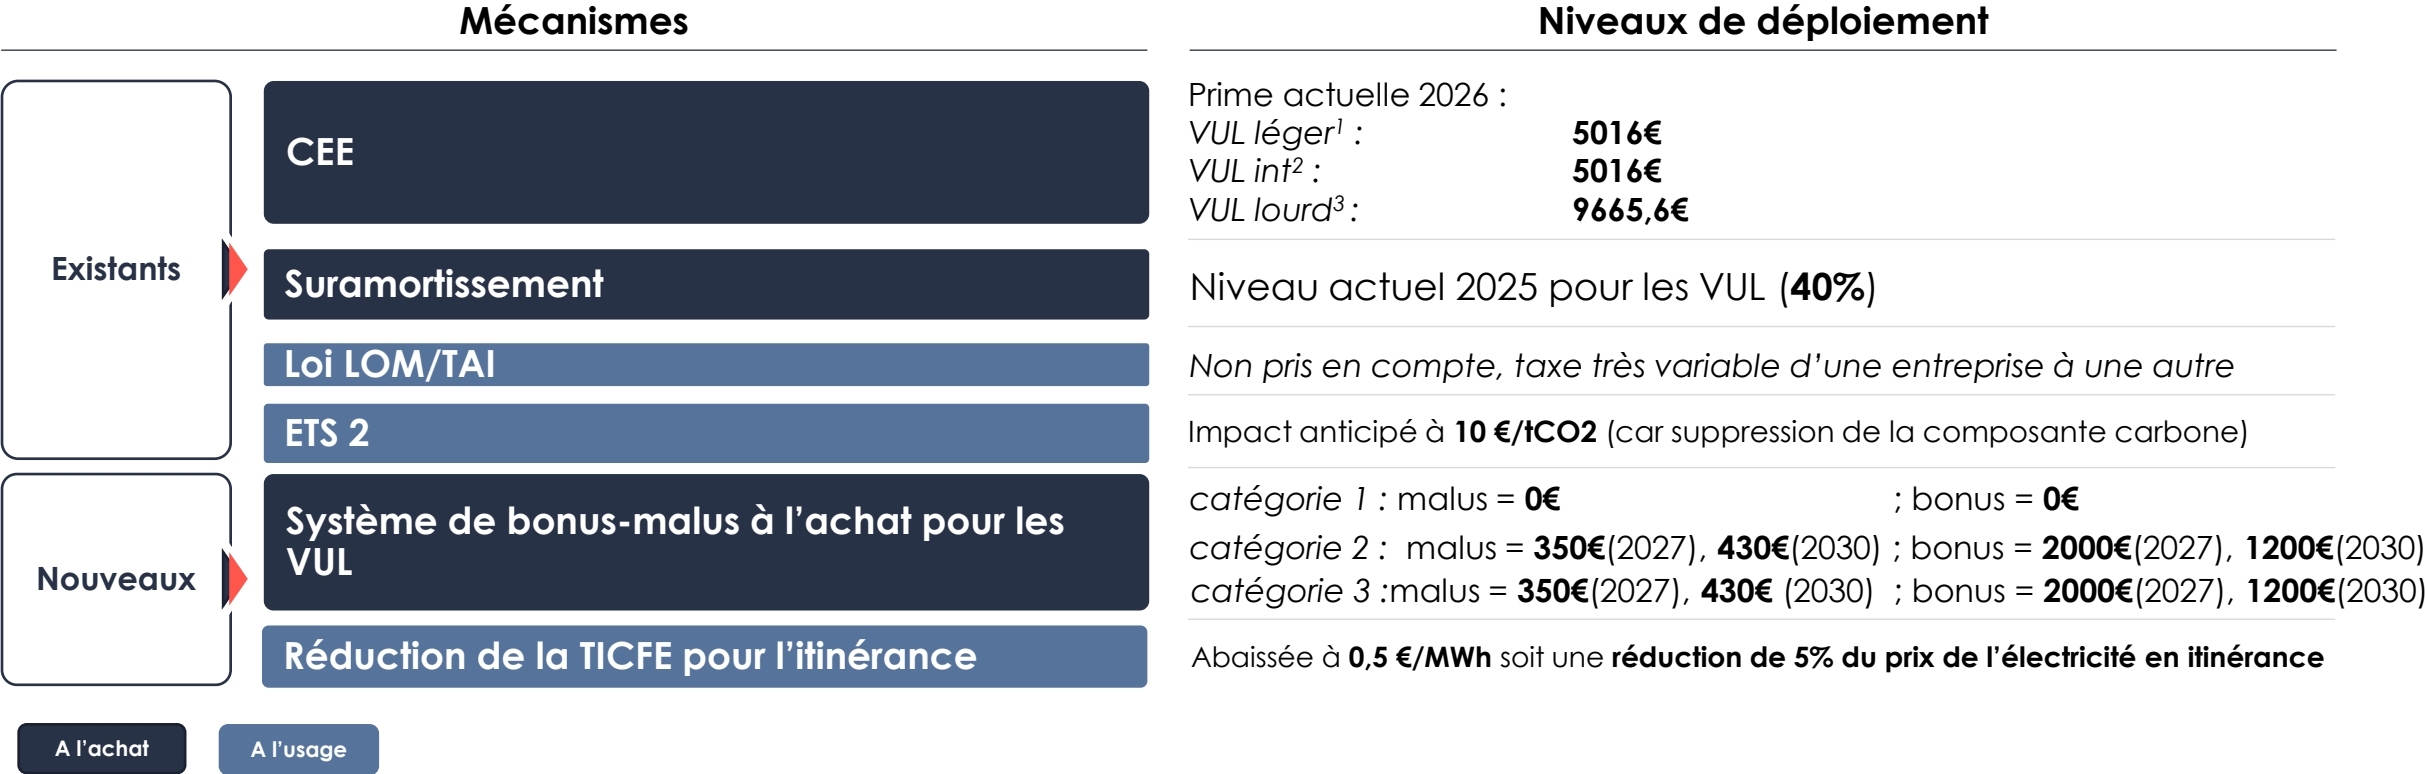 Mécanismes
Niveaux de déploiement
Existants
CEE
Prime actuelle 2026 :
VUL léger¹ : 5016€
VUL int² : 5016€
VUL lourd³ : 9665,6€
Suramortissement
Niveau actuel 2025 pour les VUL (40%)
Loi LOM/TAI
Non pris en compte, taxe très variable d’une entreprise à une autre
ETS 2
Impact anticipé à 10 €/tCO2 (car suppression de la composante carbone)
Nouveaux
Système de bonus-malus à l’achat pour les
VUL
catégorie 1 : malus = 0€ ; bonus = 0€
catégorie 2 : malus = 350€(2027), 430€(2030) ; bonus = 2000€(2027), 1200€(2030)
catégorie 3 :malus = 350€(2027), 430€ (2030) ; bonus = 2000€(2027), 1200€(2030)
Réduction de la TICFE pour l’itinérance
Abaissée à 0,5 €/MWh soit une réduction de 5% du prix de l’électricité en itinérance
A l’achat
A l’usage